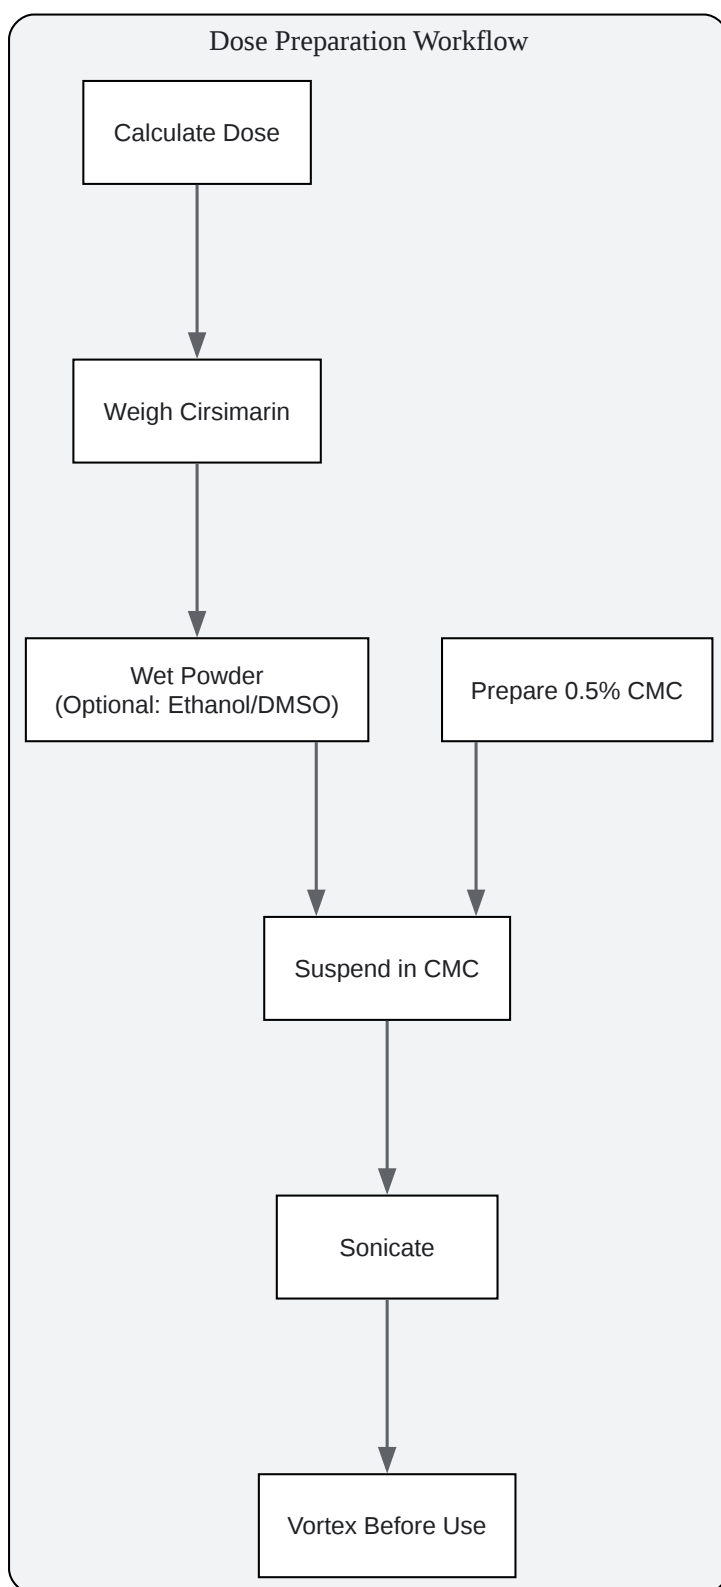 Dose Preparation Workflow
Calculate Dose
Weigh Cirsimarin
Wet Powder
(Optional: Ethanol/DMSO)
Prepare 0.5% CMC
Suspend in CMC
Sonicate
Vortex Before Use